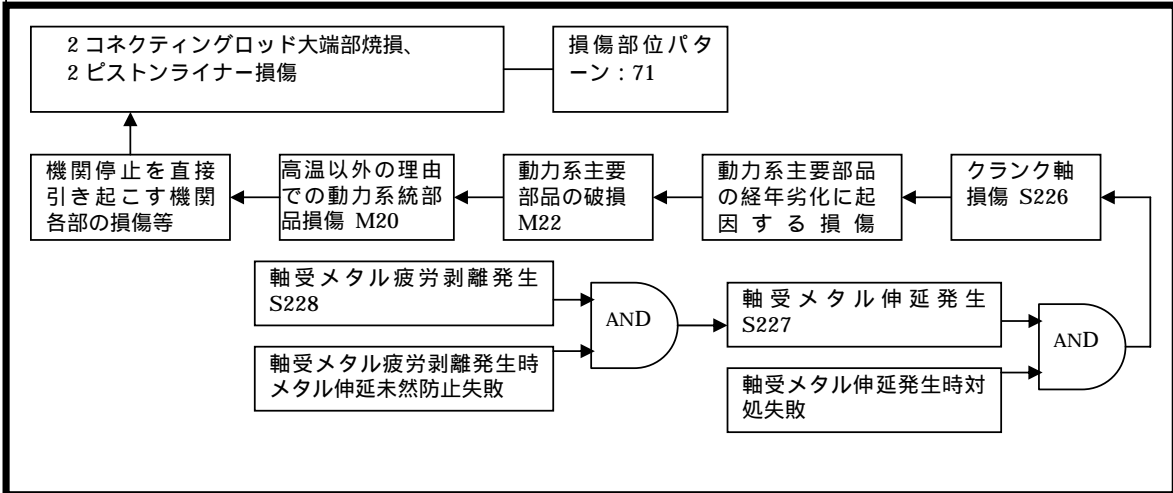 2 コネクティングロッド大端部焼損、
2 ピストンライナー損傷
損傷部位パタ
ーン：71
機関停止を直接
引き起こす機関
各部の損傷等
高温以外の理由
での動力系統部
品損傷 M20
動力系主要
部品の破損
M22
動力系主要部品
の経年劣化に起
因する損傷
クランク軸
損傷 S226
軸受メタル疲労剥離発生
S228
軸受メタル疲労剥離発生時
メタル伸延未然防止失敗
AND
軸受メタル伸延発生
S227
軸受メタル伸延発生時対
処失敗
AND